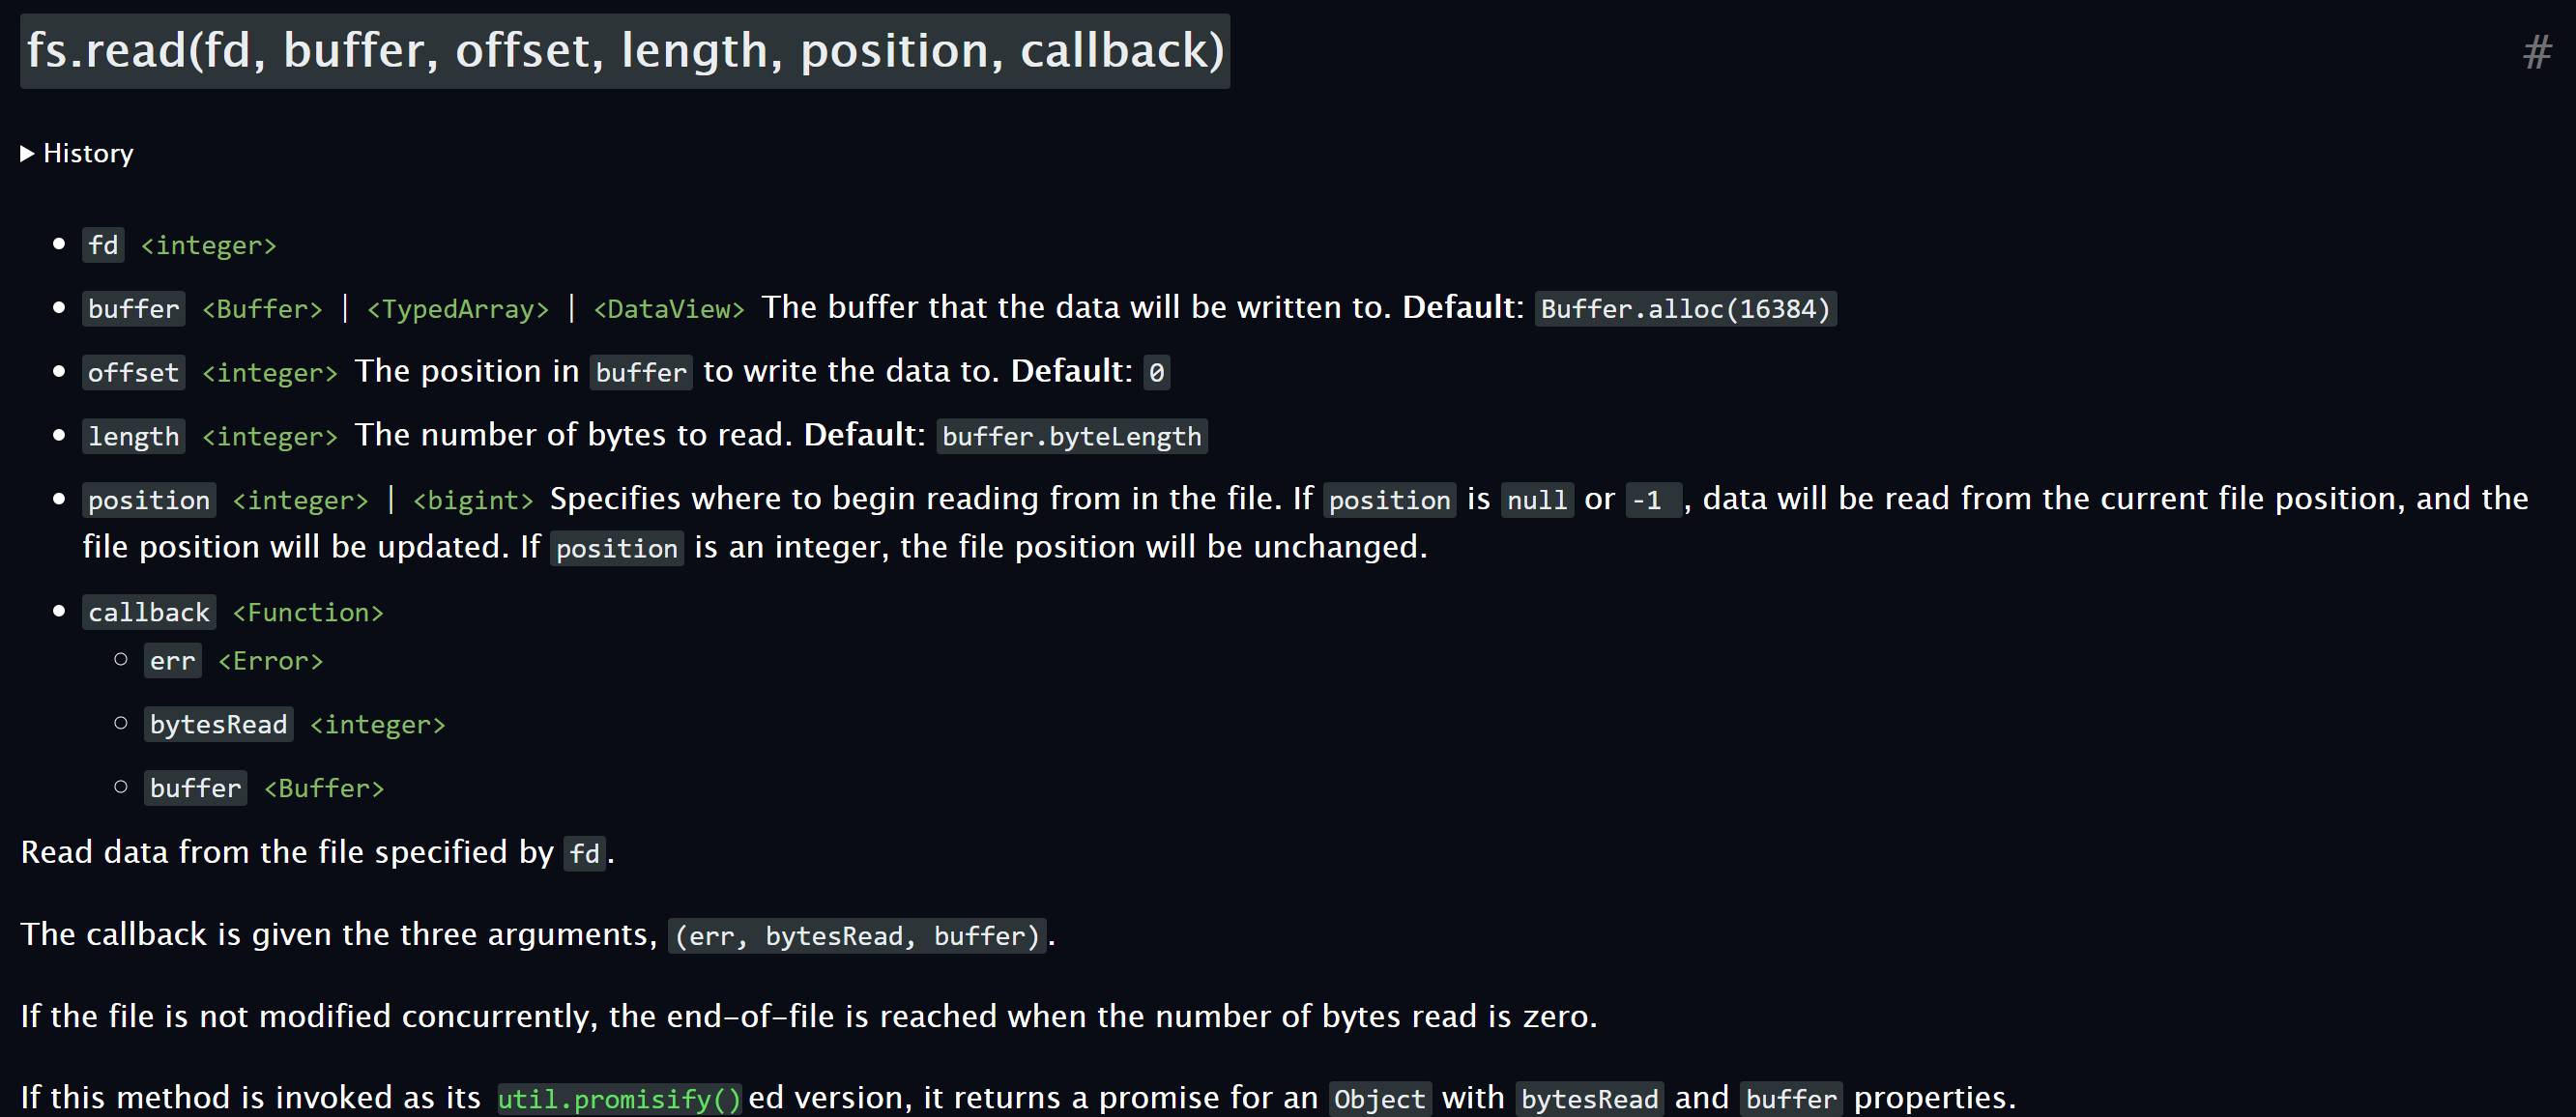 fs.read(fd, buffer, offset, length, position, callback)
#
History
fd <integer>
buffer <Buffer> | <TypedArray> | <DataView> The buffer that the data will be written to. Default: Buffer.alloc(16384)
offset <integer> The position in buffer to write the data to. Default: 0
length <integer> The number of bytes to read. Default: buffer.byteLength
position <integer> | <bigint> Specifies where to begin reading from in the file. If position is null or -1 , data will be read from the current file position, and the
file position will be updated. If position is an integer, the file position will be unchanged.
callback <Function>
err <Error>
bytesRead <integer>
buffer <Buffer>
Read data from the file specified by fd.
The callback is given the three arguments, (err, bytesRead, buffer).
If the file is not modified concurrently, the end-of-file is reached when the number of bytes read is zero.
If this method is invoked as its util.promisify()ed version, it returns a promise for an Object with bytesRead and buffer properties.